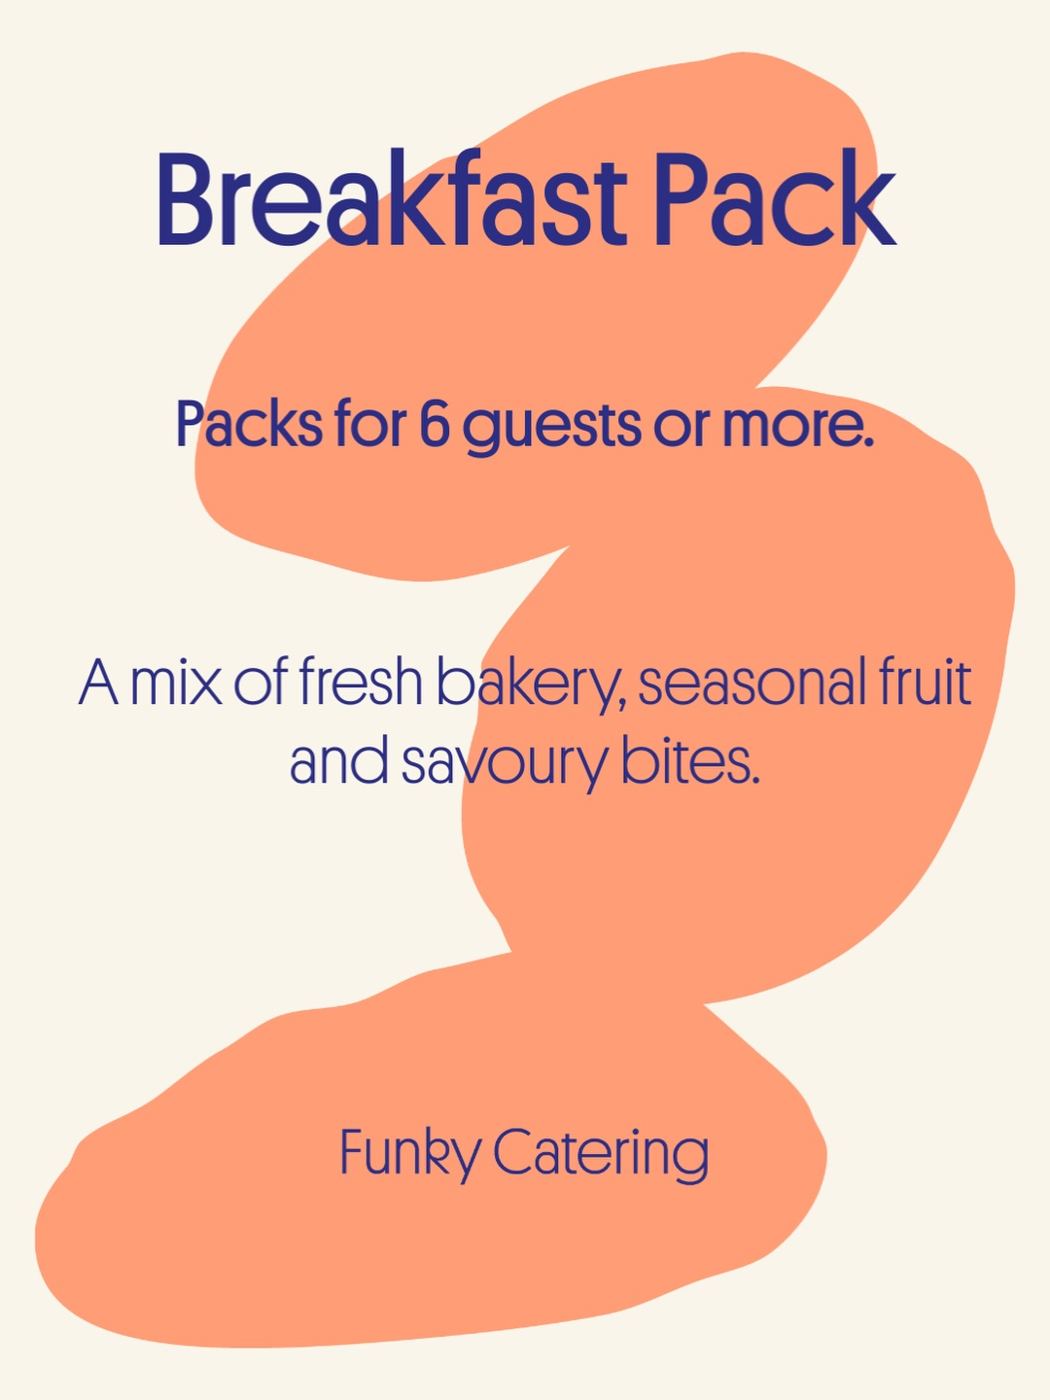 Breakfast Pack
Packs for 6 guests or more.
A mix of fresh bakery, seasonal fruit
and savoury bites.
Funky Catering